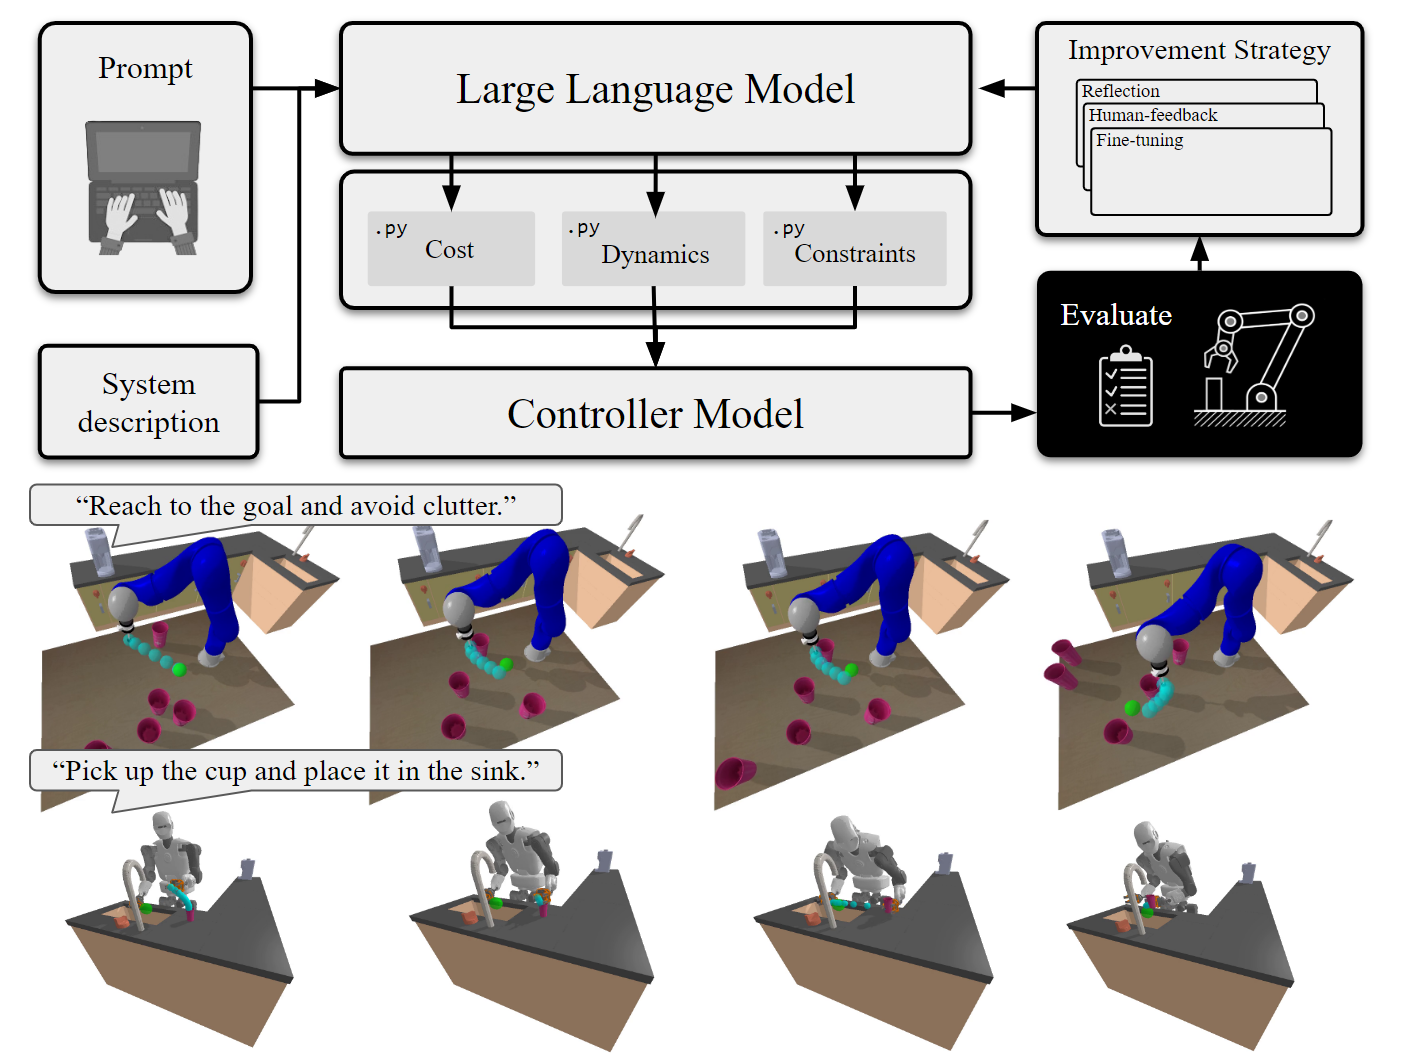 Prompt
Large Language Model
Improvement Strategy
Reflection
Human-feedback
Fine-tuning
.py
Cost
.py
Dynamics
.py
Constraints
Evaluate
System
description
Controller Model
“Reach to the goal and avoid clutter.”
“Pick up the cup and place it in the sink.”